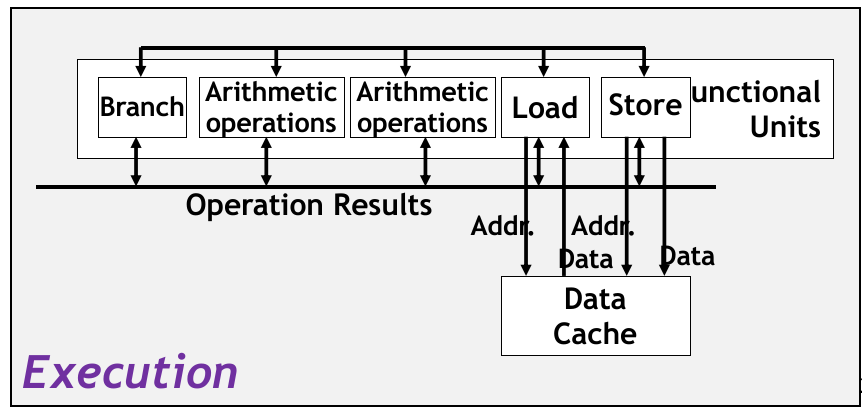 Branch
Arithmetic
operations
Arithmetic
operations
Load
Store
unctional
Units
Operation Results
Addr.
Addr.
Data
Data
Data
Cache
Execution